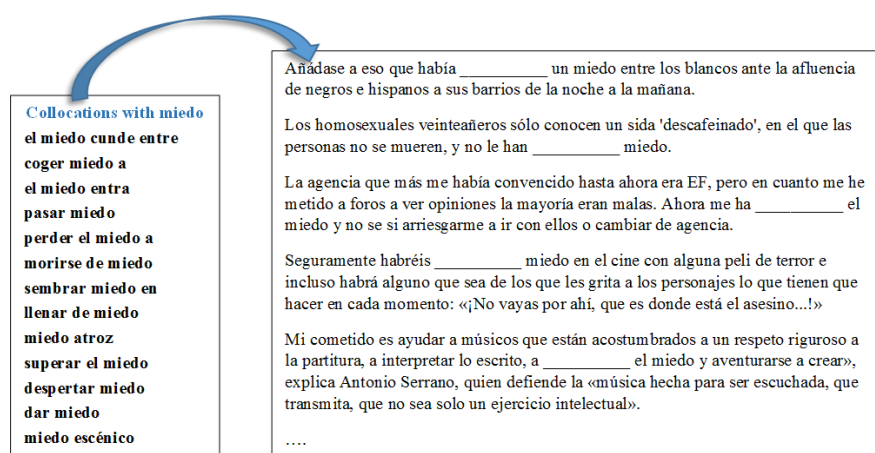 Collocations with miedo
el miedo cunde entre
coger miedo a
el miedo entra
pasar miedo
perder el miedo a
morirse de miedo
sembrar miedo en
llenar de miedo
miedo atroz
superar el miedo
despertar miedo
dar miedo
miedo escénico
Añádase a eso que había __________ un miedo entre los blancos ante la afluencia
de negros e hispanos a sus barrios de la noche a la mañana.
Los homosexuales veinteañeros sólo conocen un sida 'descafeinado', en el que las
personas no se mueren, y no le han __________ miedo.
La agencia que más me había convencido hasta ahora era EF, pero en cuanto me he
metido a foros a ver opiniones la mayoría eran malas. Ahora me ha __________ el
miedo y no se si arriesgarme a ir con ellos o cambiar de agencia.
Seguramente habréis __________ miedo en el cine con alguna peli de terror e
incluso habrá alguno que sea de los que les grita a los personajes lo que tienen que
hacer en cada momento: «¡No vayas por ahí, que es donde está el asesino...!»
Mi cometido es ayudar a músicos que están acostumbrados a un respeto riguroso a
la partitura, a interpretar lo escrito, a __________ el miedo y aventurarse a crear»,
explica Antonio Serrano, quien defiende la «música hecha para ser escuchada, que
transmita, que no sea solo un ejercicio intelectual».
….